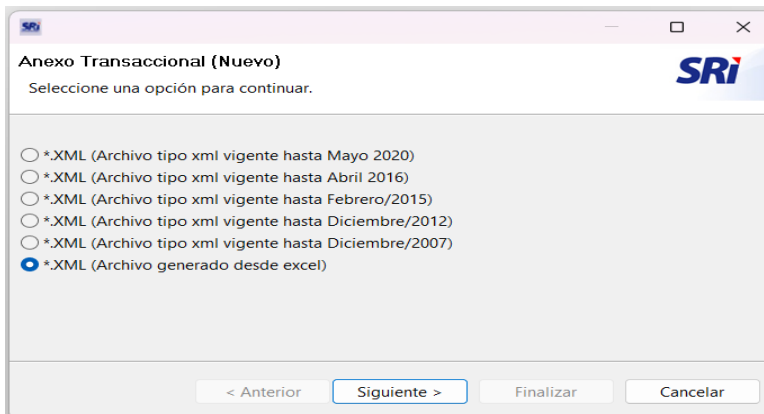 SRi
Anexo Transaccional (Nuevo)
SRi
Seleccione una opción para continuar.
*.XML (Archivo tipo xml vigente hasta Mayo 2020)
*.XML (Archivo tipo xml vigente hasta Abril 2016)
*.XML (Archivo tipo xml vigente hasta Febrero/2015)
*.XML (Archivo tipo xml vigente hasta Diciembre/2012)
*.XML (Archivo tipo xml vigente hasta Diciembre/2007)
*.XML (Archivo generado desde excel)
< Anterior Siguiente > Finalizar Cancelar